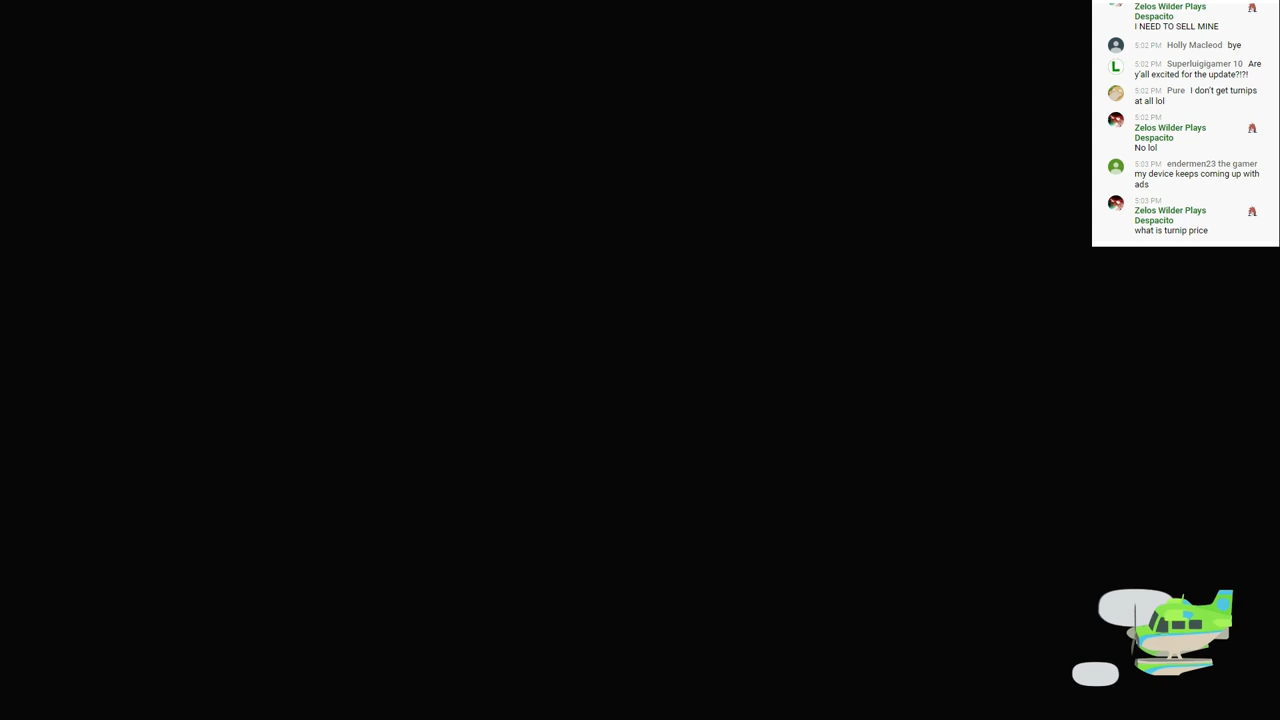 Zelos Wilder Plays
Despacito
I NEED TO SELL MINE
5:02 PM Holly Macleod bye
L
5:02 PM Superluigigamer 10 Are
y'all excited for the update?!?!
5:02 PM Pure I don't get turnips
at all lol
5:02 PM
Zelos Wilder Plays
Despacito
No lol
5:03 PM endermen23 the gamer
my device keeps coming up with
ads
5:03 PM
Zelos Wilder Plays
Despacito
what is turnip price